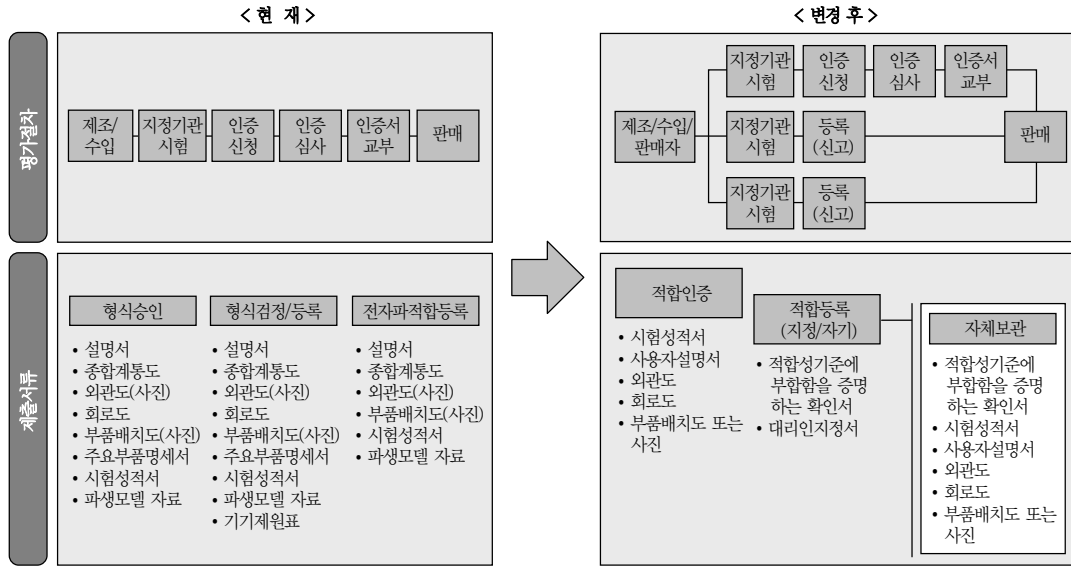 < 현 재 >
< 변경 후 >
평가절차
제조/
수입
지정기관
시험
인증
신청
인증
심사
인증서
교부
판매
제조/수입/
판매자
지정기관
시험
인증
신청
인증
심사
인증서
교부
지정기관
시험
등록
(신고)
지정기관
시험
등록
(신고)
판매
제출서류
형식승인
• 설명서
• 종합계통도
• 외관도(사진)
• 회로도
• 부품배치도(사진)
• 주요부품명세서
• 시험성적서
• 파생모델 자료
형식검정/등록
• 설명서
• 종합계통도
• 외관도(사진)
• 회로도
• 부품배치도(사진)
• 주요부품명세서
• 시험성적서
• 파생모델 자료
• 기기제원표
전자파적합등록
• 설명서
• 종합계통도
• 외관도(사진)
• 부품배치도(사진)
• 시험성적서
• 파생모델 자료
적합인증
• 시험성적서
• 사용자설명서
• 외관도
• 회로도
• 부품배치도 또는
사진
적합등록
(지정/자기)
• 적합성기준에
부합함을 증명
하는 확인서
• 대리인지정서
자체보관
• 적합성기준에
부합함을 증명
하는 확인서
• 시험성적서
• 사용자설명서
• 외관도
• 회로도
• 부품배치도 또는
사진